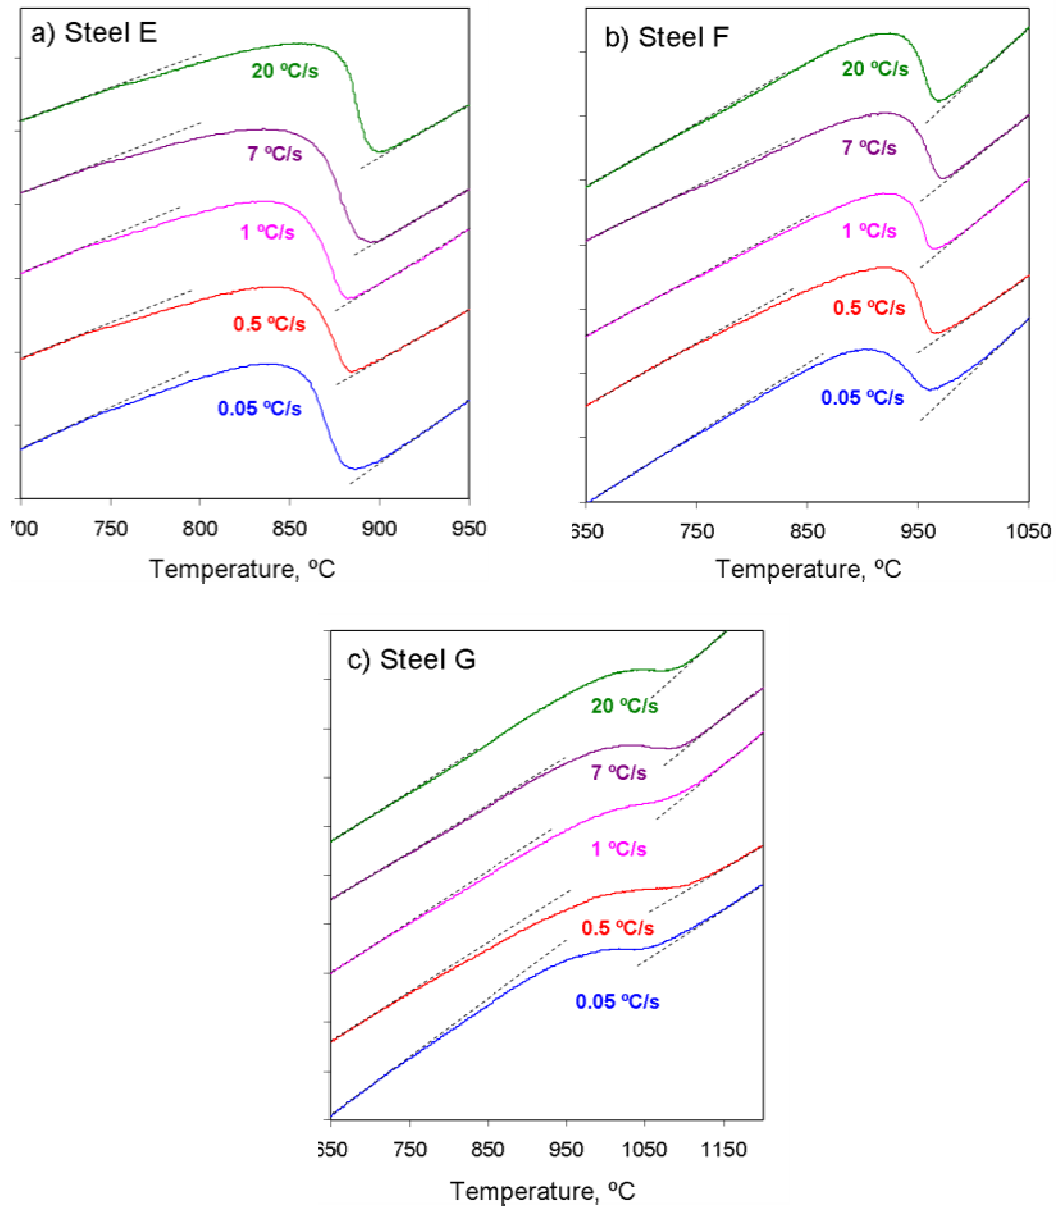 a) Steel E
20 ºC/s
7 ºC/s
1 ºC/s
0.5 ºC/s
0.05 ºC/s
700 750 800 850 900 950
Temperature, ºC
b) Steel F
20 ºC/s
7 ºC/s
1 ºC/s
0.5 ºC/s
0.05 ºC/s
650 750 850 950 1050
Temperature, ºC
c) Steel G
20 ºC/s
7 ºC/s
1 ºC/s
0.5 ºC/s
0.05 ºC/s
650 750 850 950 1050 1150
Temperature, ºC